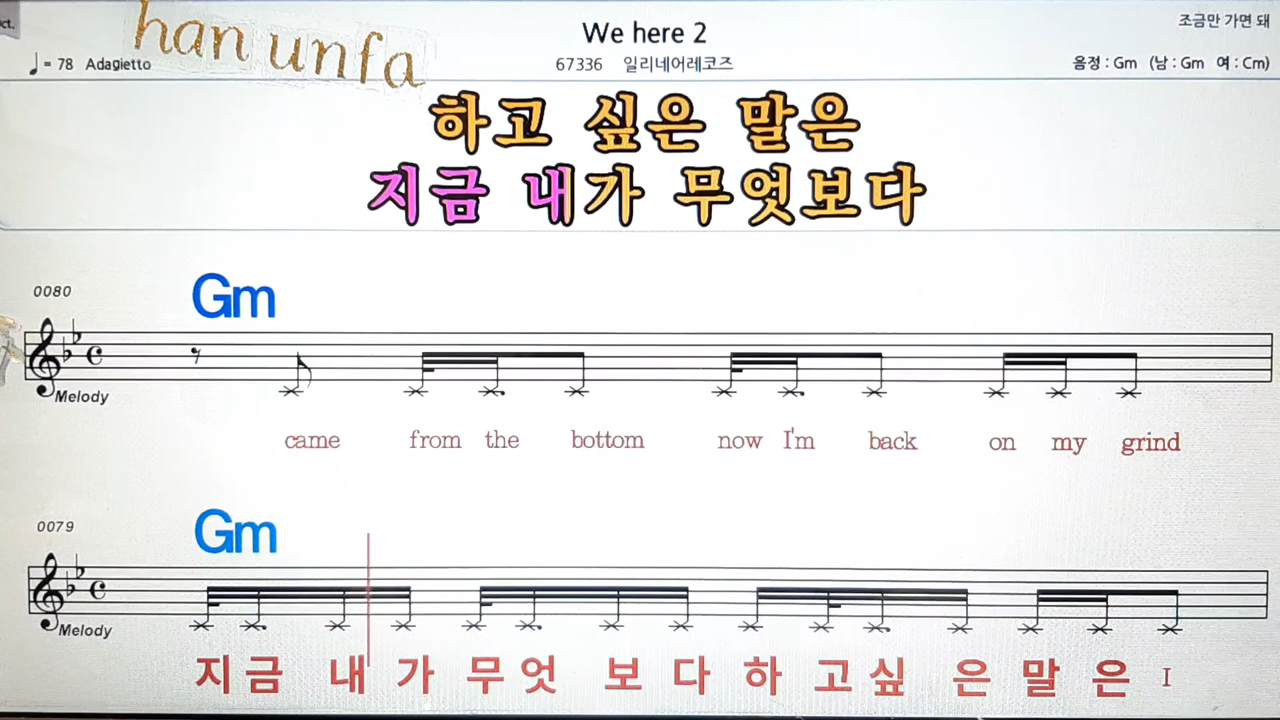 ct.
han unfa
We here 2
조금만 가면 돼
♩= 78 Adagietto
67336 일리네어레코즈
음정 : Gm (남 : Gm 여 : Cm)
하고 싶은 말은
지금 내가 무엇보다
Gm
0080
Melody
came from the bottom now I'm back on my grind
Gm
0079
Melody
지금 내가 무엇 보다 하고싶은말은 I